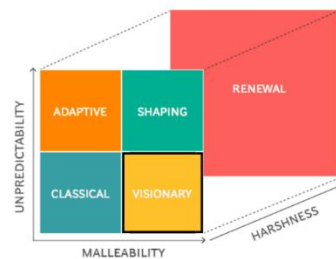 RENEWAL
ADAPTIVE
SHAPING
UNPREDICTABILITY
CLASSICAL
VISIONARY
HARSHNESS
MALLEABILITY